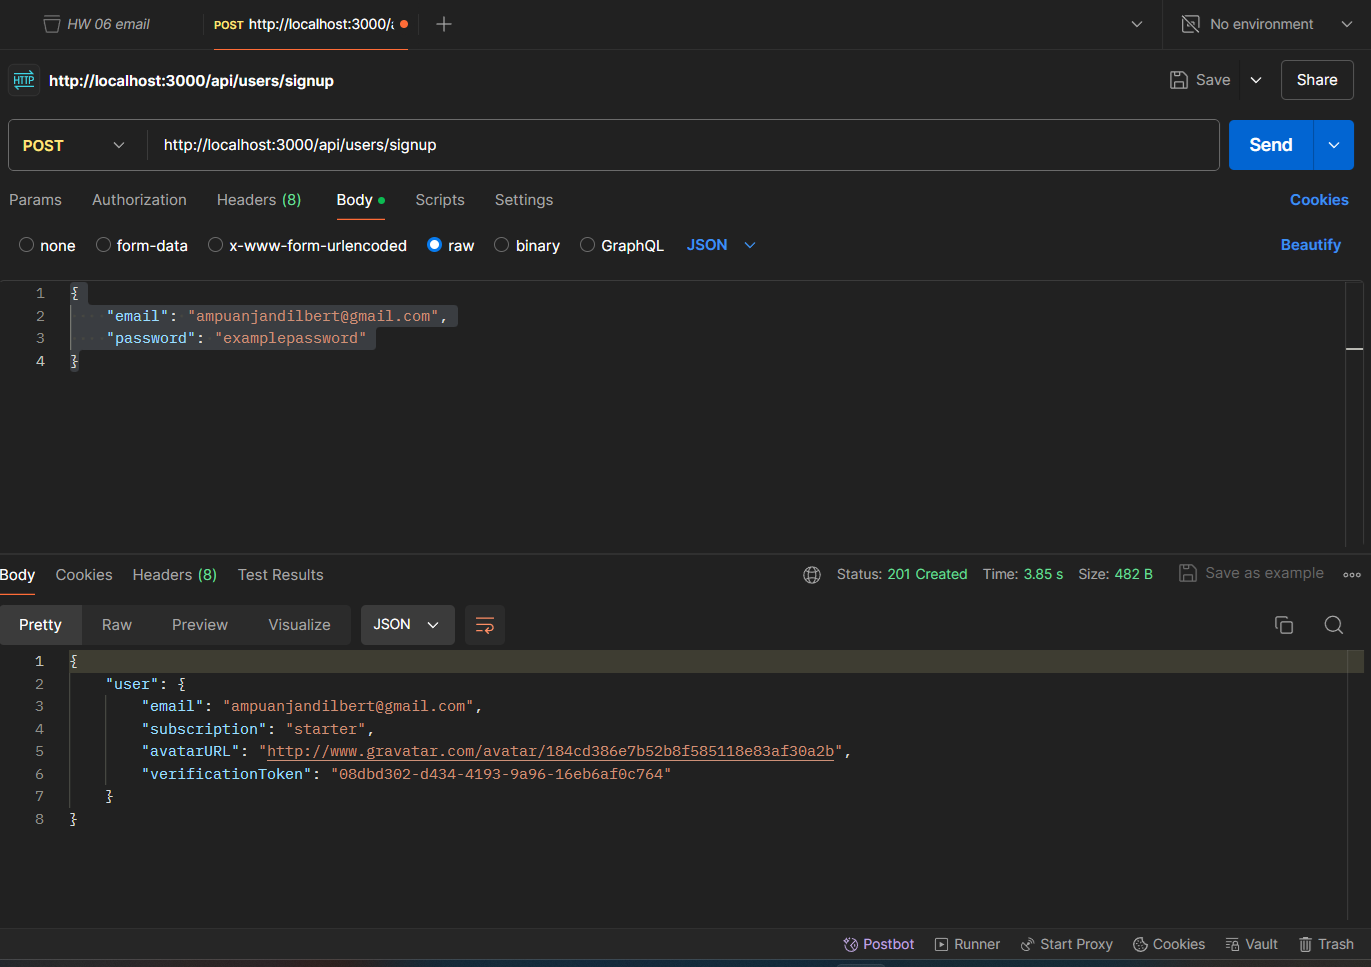 HW 06 email
POST http://localhost:3000/a
No environment
HTTP http://localhost:3000/api/users/signup
Save
Share
POST
http://localhost:3000/api/users/signup
Send
Params
Authorization
Headers (8)
Body
Scripts
Settings
Cookies
none
form-data
x-www-form-urlencoded
raw
binary
GraphQL
JSON
Beautify
1 {
2 "email": "ampuanjandilbert@gmail.com",
3 "password": "examplepassword"
4 }
Body
Cookies
Headers (8)
Test Results
Status: 201 Created
Time: 3.85 s
Size: 482 B
Save as example
Pretty
Raw
Preview
Visualize
JSON
1 {
2 "user": {
3 "email": "ampuanjandilbert@gmail.com",
4 "subscription": "starter",
5 "avatarURL": "http://www.gravatar.com/avatar/184cd386e7b52b8f585118e83af30a2b",
6 "verificationToken": "08dbd302-d434-4193-9a96-16eb6af0c764"
7 }
8 }
Postbot
Runner
Start Proxy
Cookies
Vault
Trash